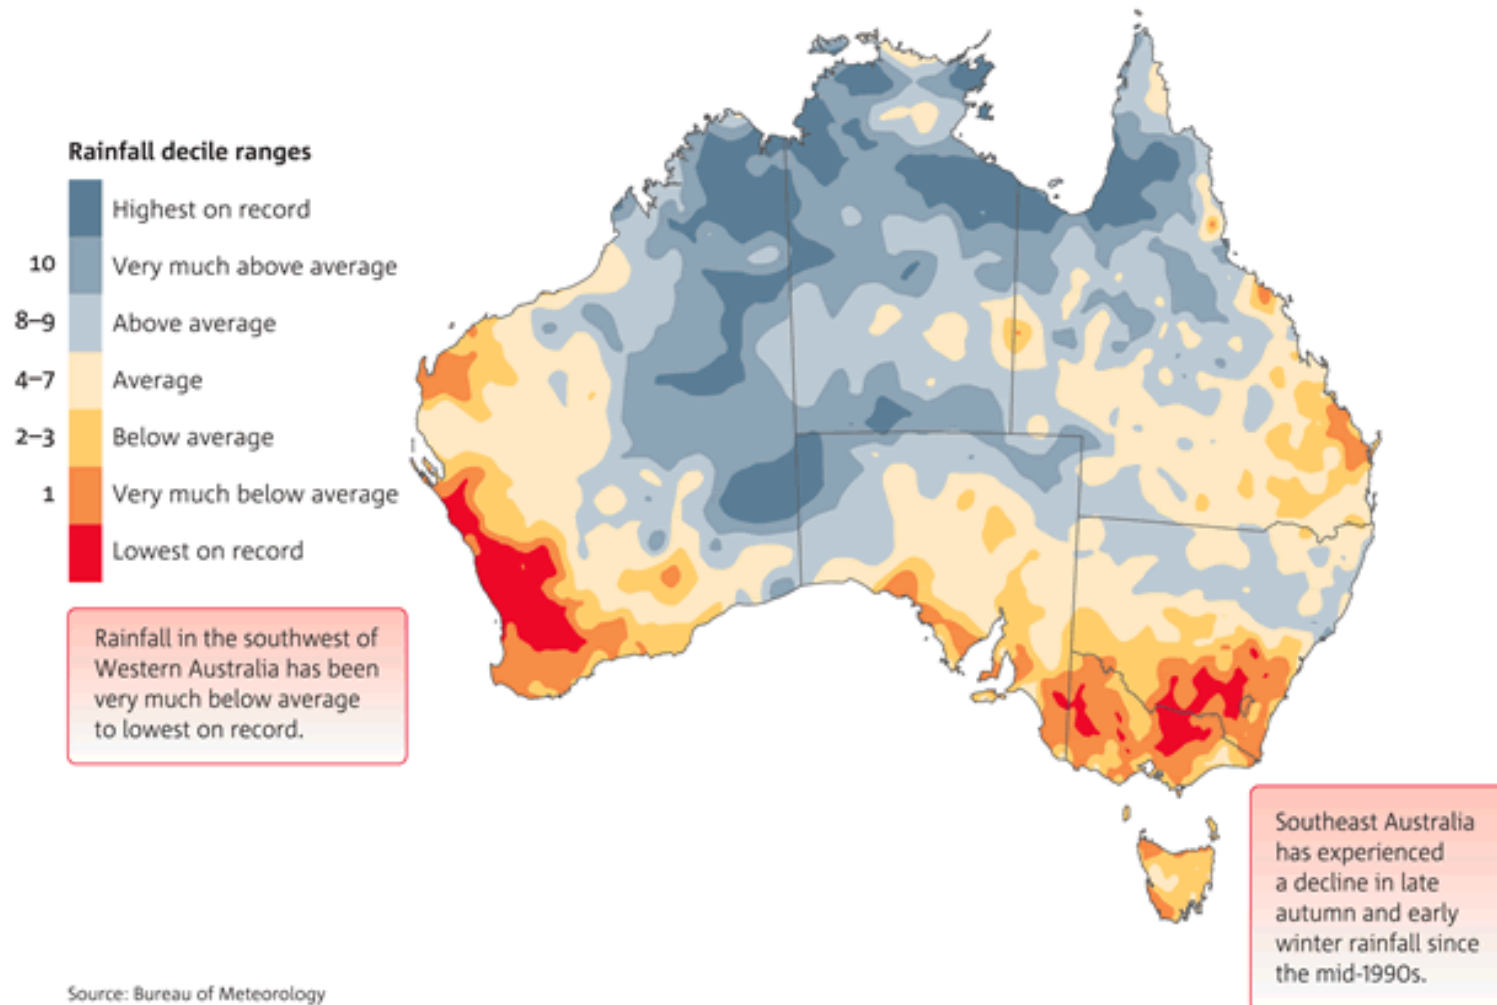 Rainfall decile ranges
Highest on record
10 Very much above average
8–9 Above average
4–7 Average
2–3 Below average
1 Very much below average
Lowest on record
Rainfall in the southwest of
Western Australia has been
very much below average
to lowest on record.
Southeast Australia
has experienced
a decline in late
autumn and early
winter rainfall since
the mid-1990s.
Source: Bureau of Meteorology